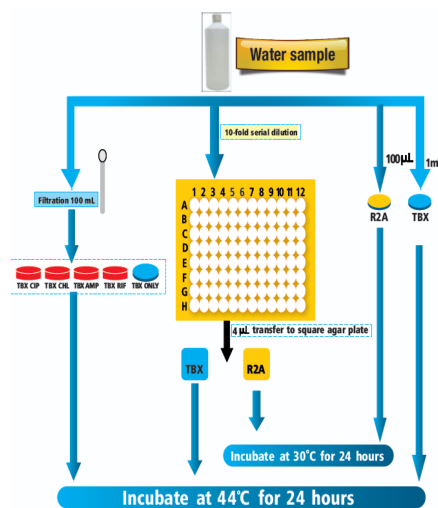 Water sample
10-fold serial dilution
100µL
1m
Filtration 100 mL
1 2 3 4 5 6 7 8 9 10 11 12
A
B
C
D
E
F
G
H
R2A
TBX
TBX CIP
TBX CHL
TBX AMP
TBX RIF
TBX ONLY
4 µL transfer to square agar plate
TBX
R2A
Incubate at 30°C for 24 hours
Incubate at 44°C for 24 hours